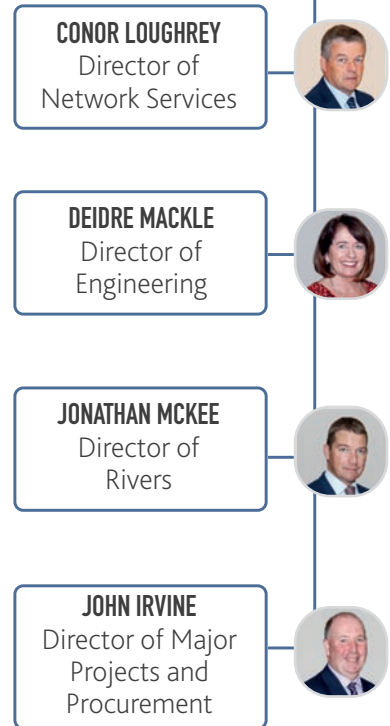 CONOR LOUGHREY
Director of
Network Services
DEIDRE MACKLE
Director of
Engineering
JONATHAN MCKEE
Director of
Rivers
JOHN IRVINE
Director of Major
Projects and
Procurement